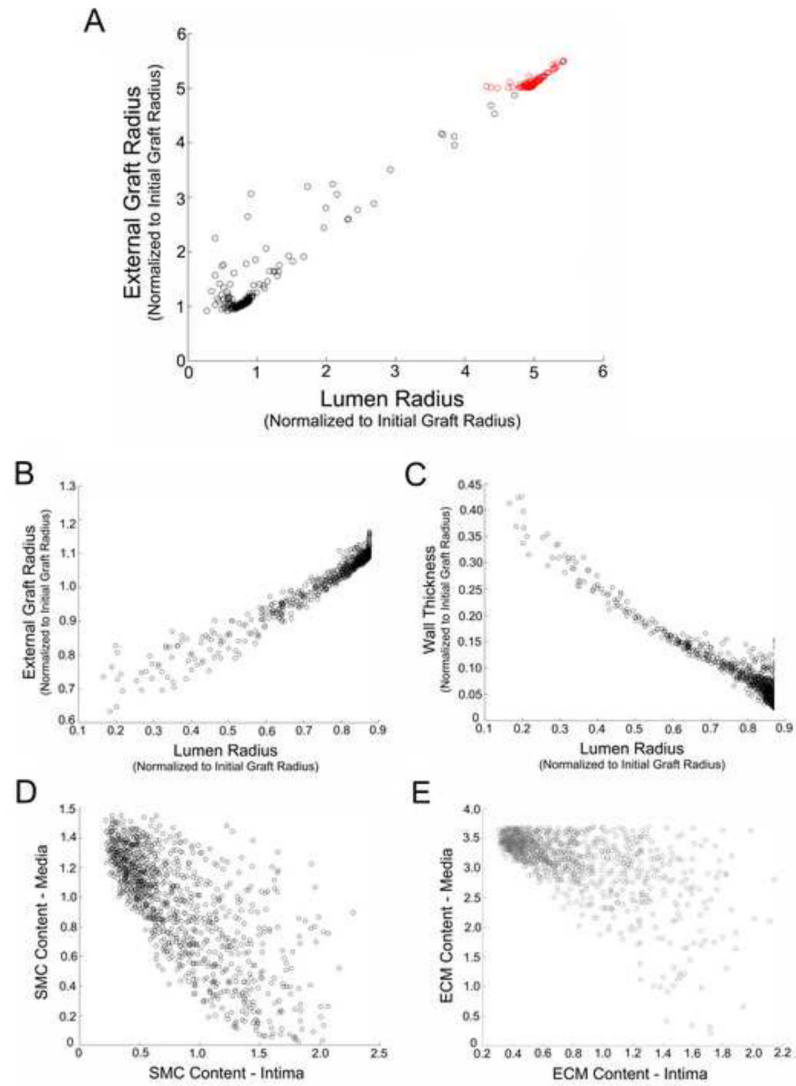 A
External Graft Radius
(Normalized to Initial Graft Radius)
6
5
4
3
2
1
0
0 1 2 3 4 5 6
Lumen Radius
(Normalized to Initial Graft Radius)
B
External Graft Radius
(Normalized to Initial Graft Radius)
1.3
1.2
1.1
1.0
0.9
0.8
0.7
0.6
0.1 0.2 0.3 0.4 0.5 0.6 0.7 0.8 0.9
Lumen Radius
(Normalized to Initial Graft Radius)
C
Wall Thickness
(Normalized to Initial Graft Radius)
0.45
0.40
0.35
0.30
0.25
0.20
0.15
0.10
0.05
0
0.1 0.2 0.3 0.4 0.5 0.6 0.7 0.8 0.9
Lumen Radius
(Normalized to Initial Graft Radius)
D
SMC Content - Media
1.5
1.4
1.2
1.0
0.8
0.6
0.4
0.2
0
0 0.5 1.0 1.5 2.0 2.5
SMC Content - Intima
E
ECM Content - Media
4.0
3.5
3.0
2.5
2.0
1.5
1.0
0.5
0
0.2 0.4 0.6 0.8 1.0 1.2 1.4 1.6 1.8 2.0 2.2
ECM Content - Intima